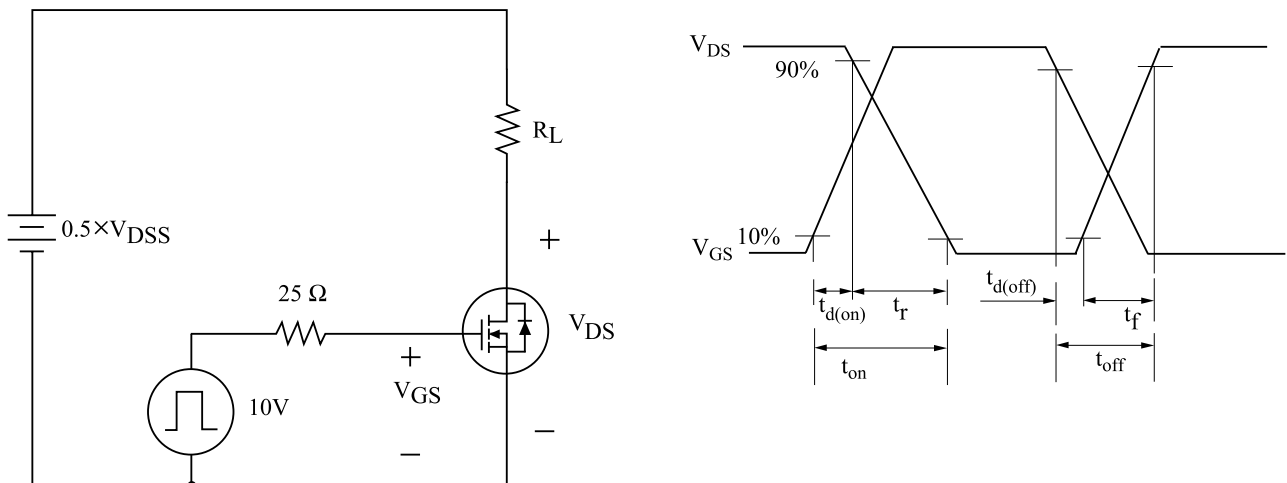 R_L
0.5×V_DSS
+
25 Ω
V_DS
+
V_GS
10V
−
−
V_DS
90%
V_GS
10%
t_d(on)
t_r
t_on
t_d(off)
t_f
t_off